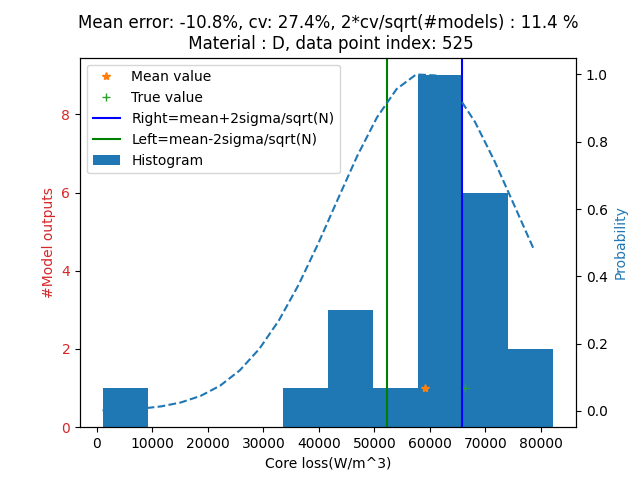 Mean error: -10.8%, cv: 27.4%, 2*cv/sqrt(#models) : 11.4 %
Material : D, data point index: 525
Mean value
True value
Right=mean+2sigma/sqrt(N)
Left=mean-2sigma/sqrt(N)
Histogram
#Model outputs
0
2
4
6
8
0.0
0.2
0.4
0.6
0.8
1.0
Probability
0
10000
20000
30000
40000
50000
60000
70000
80000
Core loss(W/m^3)